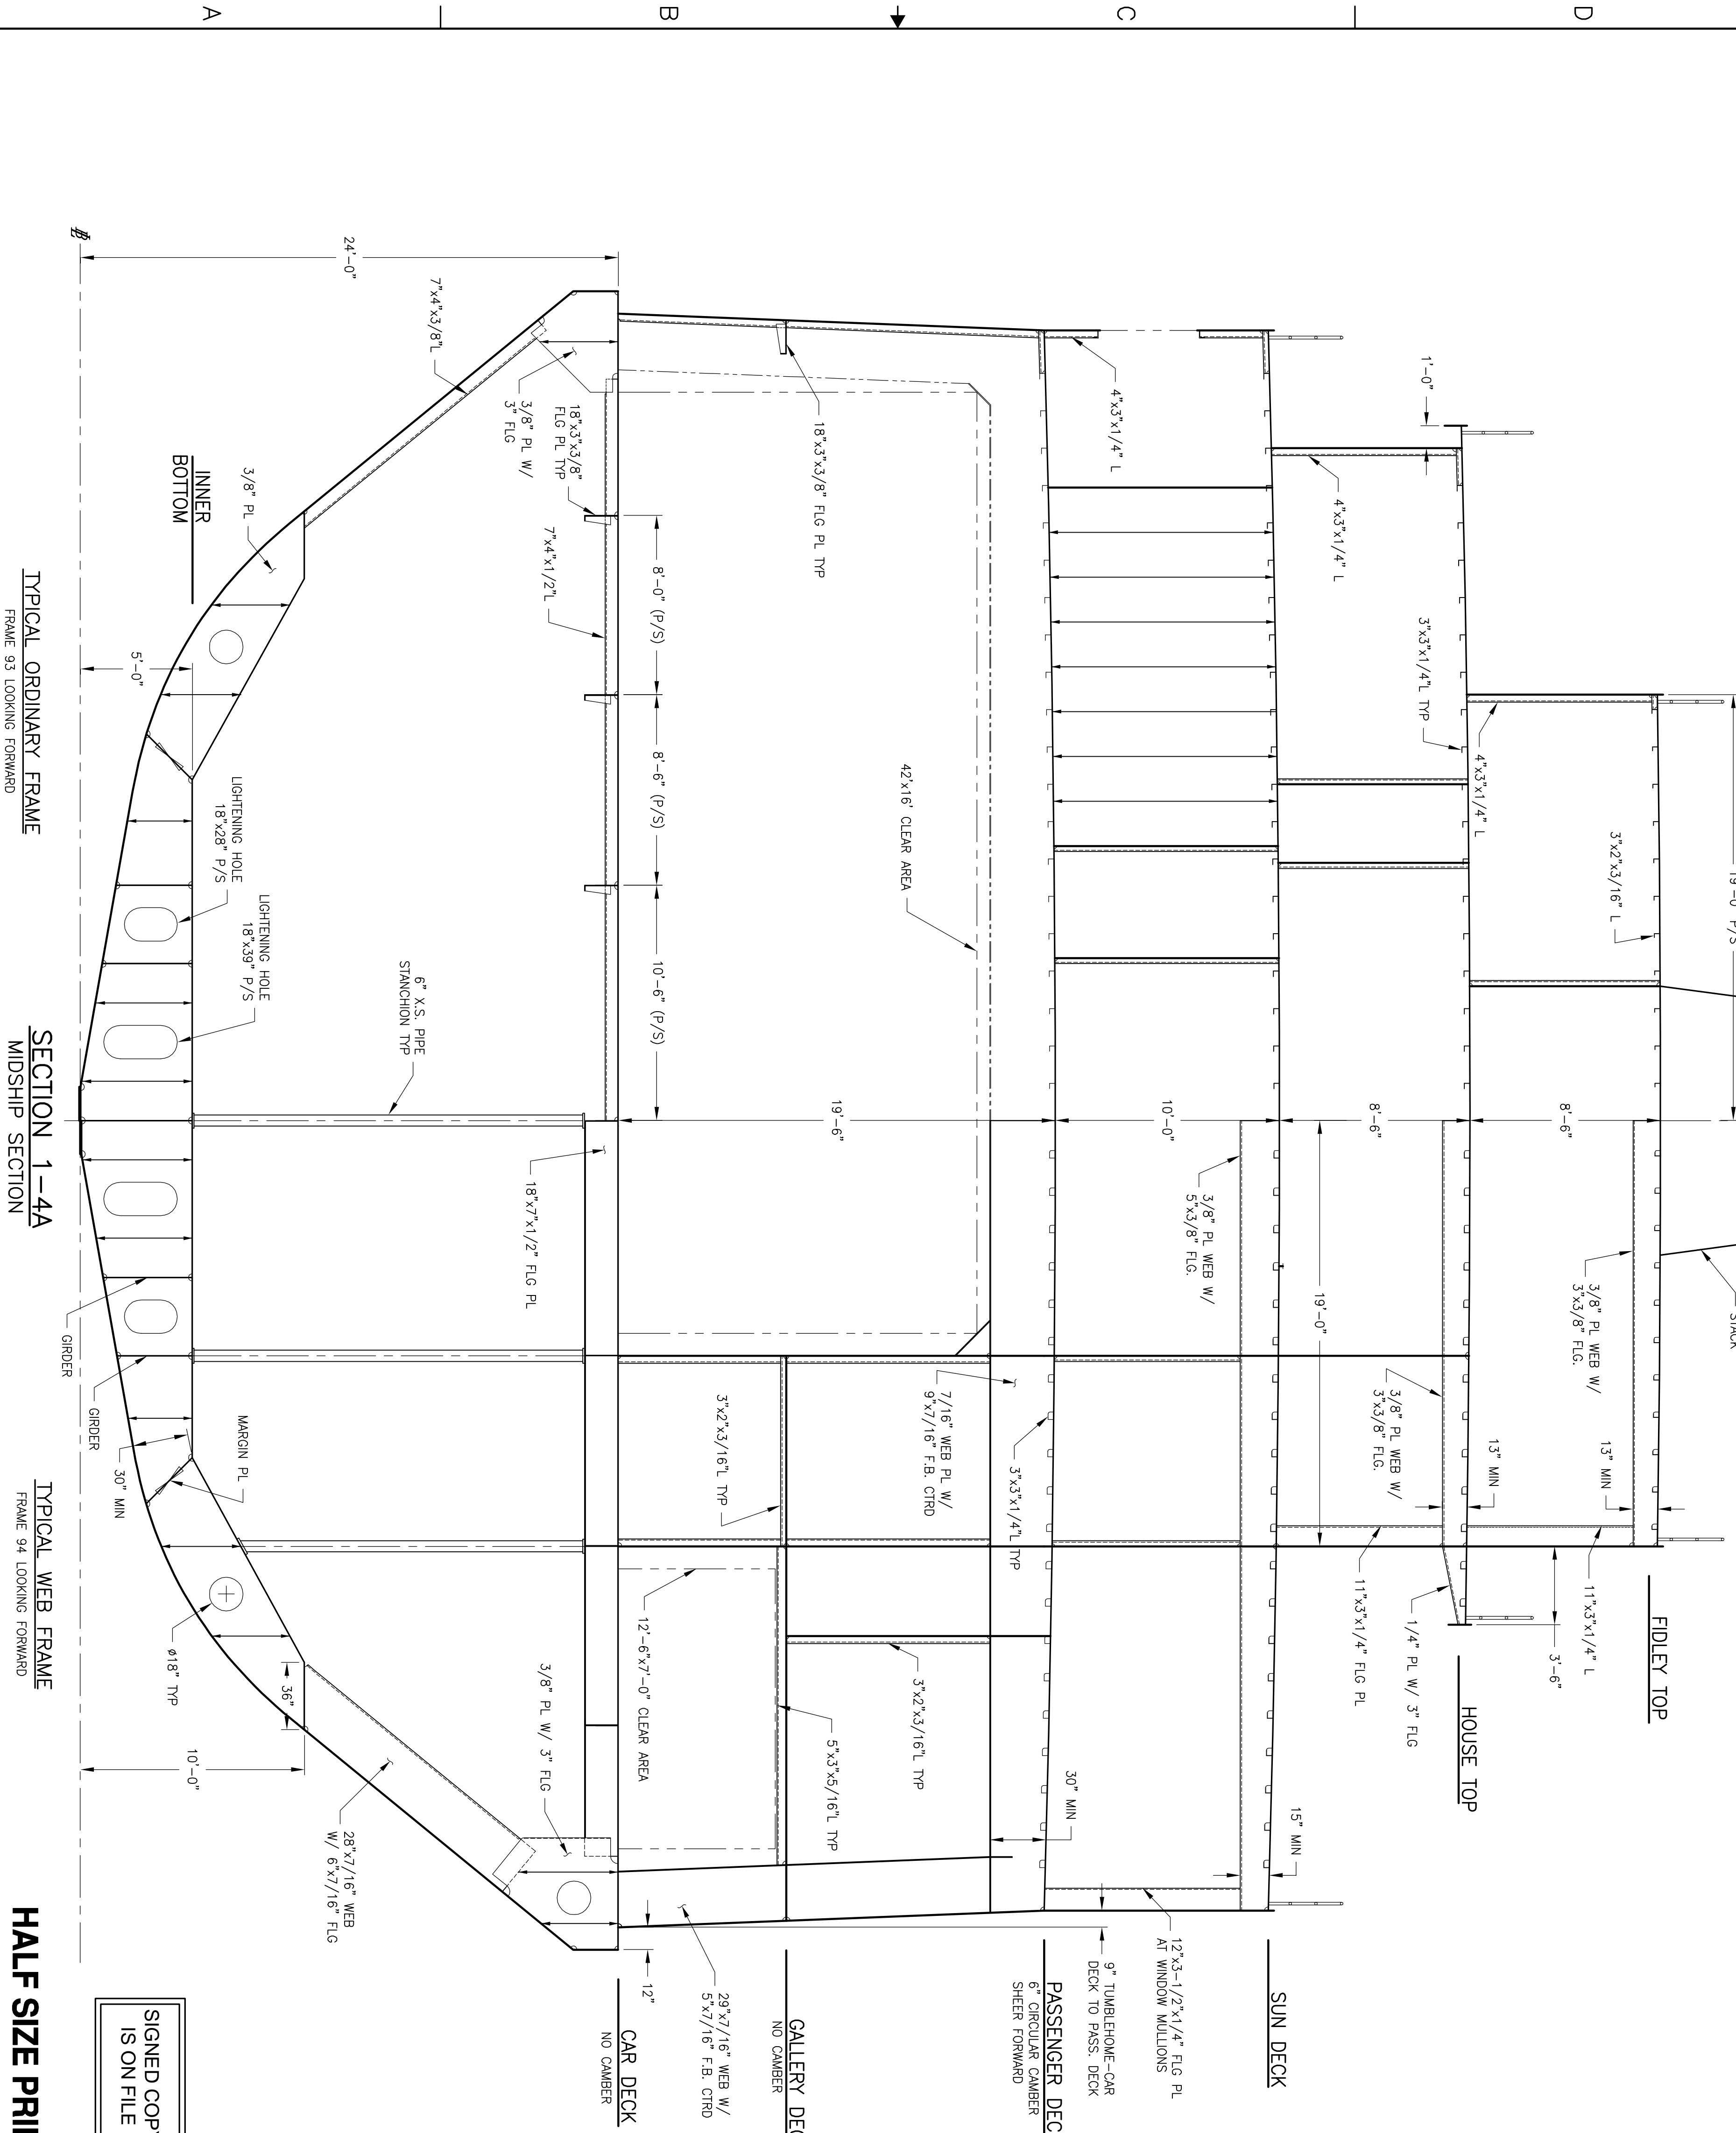 A
B
C
D
24'-0"
7"x4"x3/8"L
3/8" PL W/
3" FLG
18"x3"x3/8"
FLG PL TYP
7"x4"x1/2"L
18"x3"x3/8" FLG PL TYP
4"x3"x1/4" L
1'-0"
4"x3"x1/4" L
3"x3"x1/4"L TYP
4"x3"x1/4" L
3"x2"x3/16" L
19'-0" P/S
INNER
BOTTOM
3/8" PL
5'-0"
8'-0" (P/S)
8'-6" (P/S)
10'-6" (P/S)
42'x16' CLEAR AREA
LIGHTENING HOLE
18"x28" P/S
LIGHTENING HOLE
18"x39" P/S
6" X.S. PIPE
STANCHION TYP
19'-6"
10'-0"
8'-6"
8'-6"
TYPICAL ORDINARY FRAME
FRAME 93 LOOKING FORWARD
SECTION 1-4A
MIDSHIP SECTION
18"x7"x1/2" FLG PL
3/8" PL WEB W/
5"x3/8" FLG.
19'-0"
3/8" PL WEB W/
3"x3/8" FLG.
3/8" PL WEB W/
3"x3/8" FLG.
STACK
13" MIN
13" MIN
GIRDER
GIRDER
30" MIN
MARGIN PL
3"x2"x3/16"L TYP
7/16" WEB PL W/
9"x7/16" F.B. CTRD
3"x3"x1/4"L TYP
TYPICAL WEB FRAME
FRAME 94 LOOKING FORWARD
ø18" TYP
36"
10'-0"
3/8" PL W/ 3" FLG
12'-6"x7'-0" CLEAR AREA
5"x3"x5/16"L TYP
3"x2"x3/16"L TYP
30" MIN
15" MIN
11"x3"x1/4" FLG PL
1/4" PL W/ 3" FLG
3'-6"
11"x3"x1/4" L
FIDLEY TOP
HOUSE TOP
28"x7/16" WEB
W/ 6"x7/16" FLG
12"
29"x7/16" WEB W/
5"x7/16" F.B. CTRD
9" TUMBLEHOME-CAR
DECK TO PASS. DECK
12"x3-1/2"x1/4" FLG PL
AT WINDOW MULLIONS
SUN DECK
PASSENGER DEC
6" CIRCULAR CAMBER
SHEER FORWARD
GALLERY DEC
NO CAMBER
CAR DECK
NO CAMBER
HALF SIZE PRI
SIGNED COPY
IS ON FILE